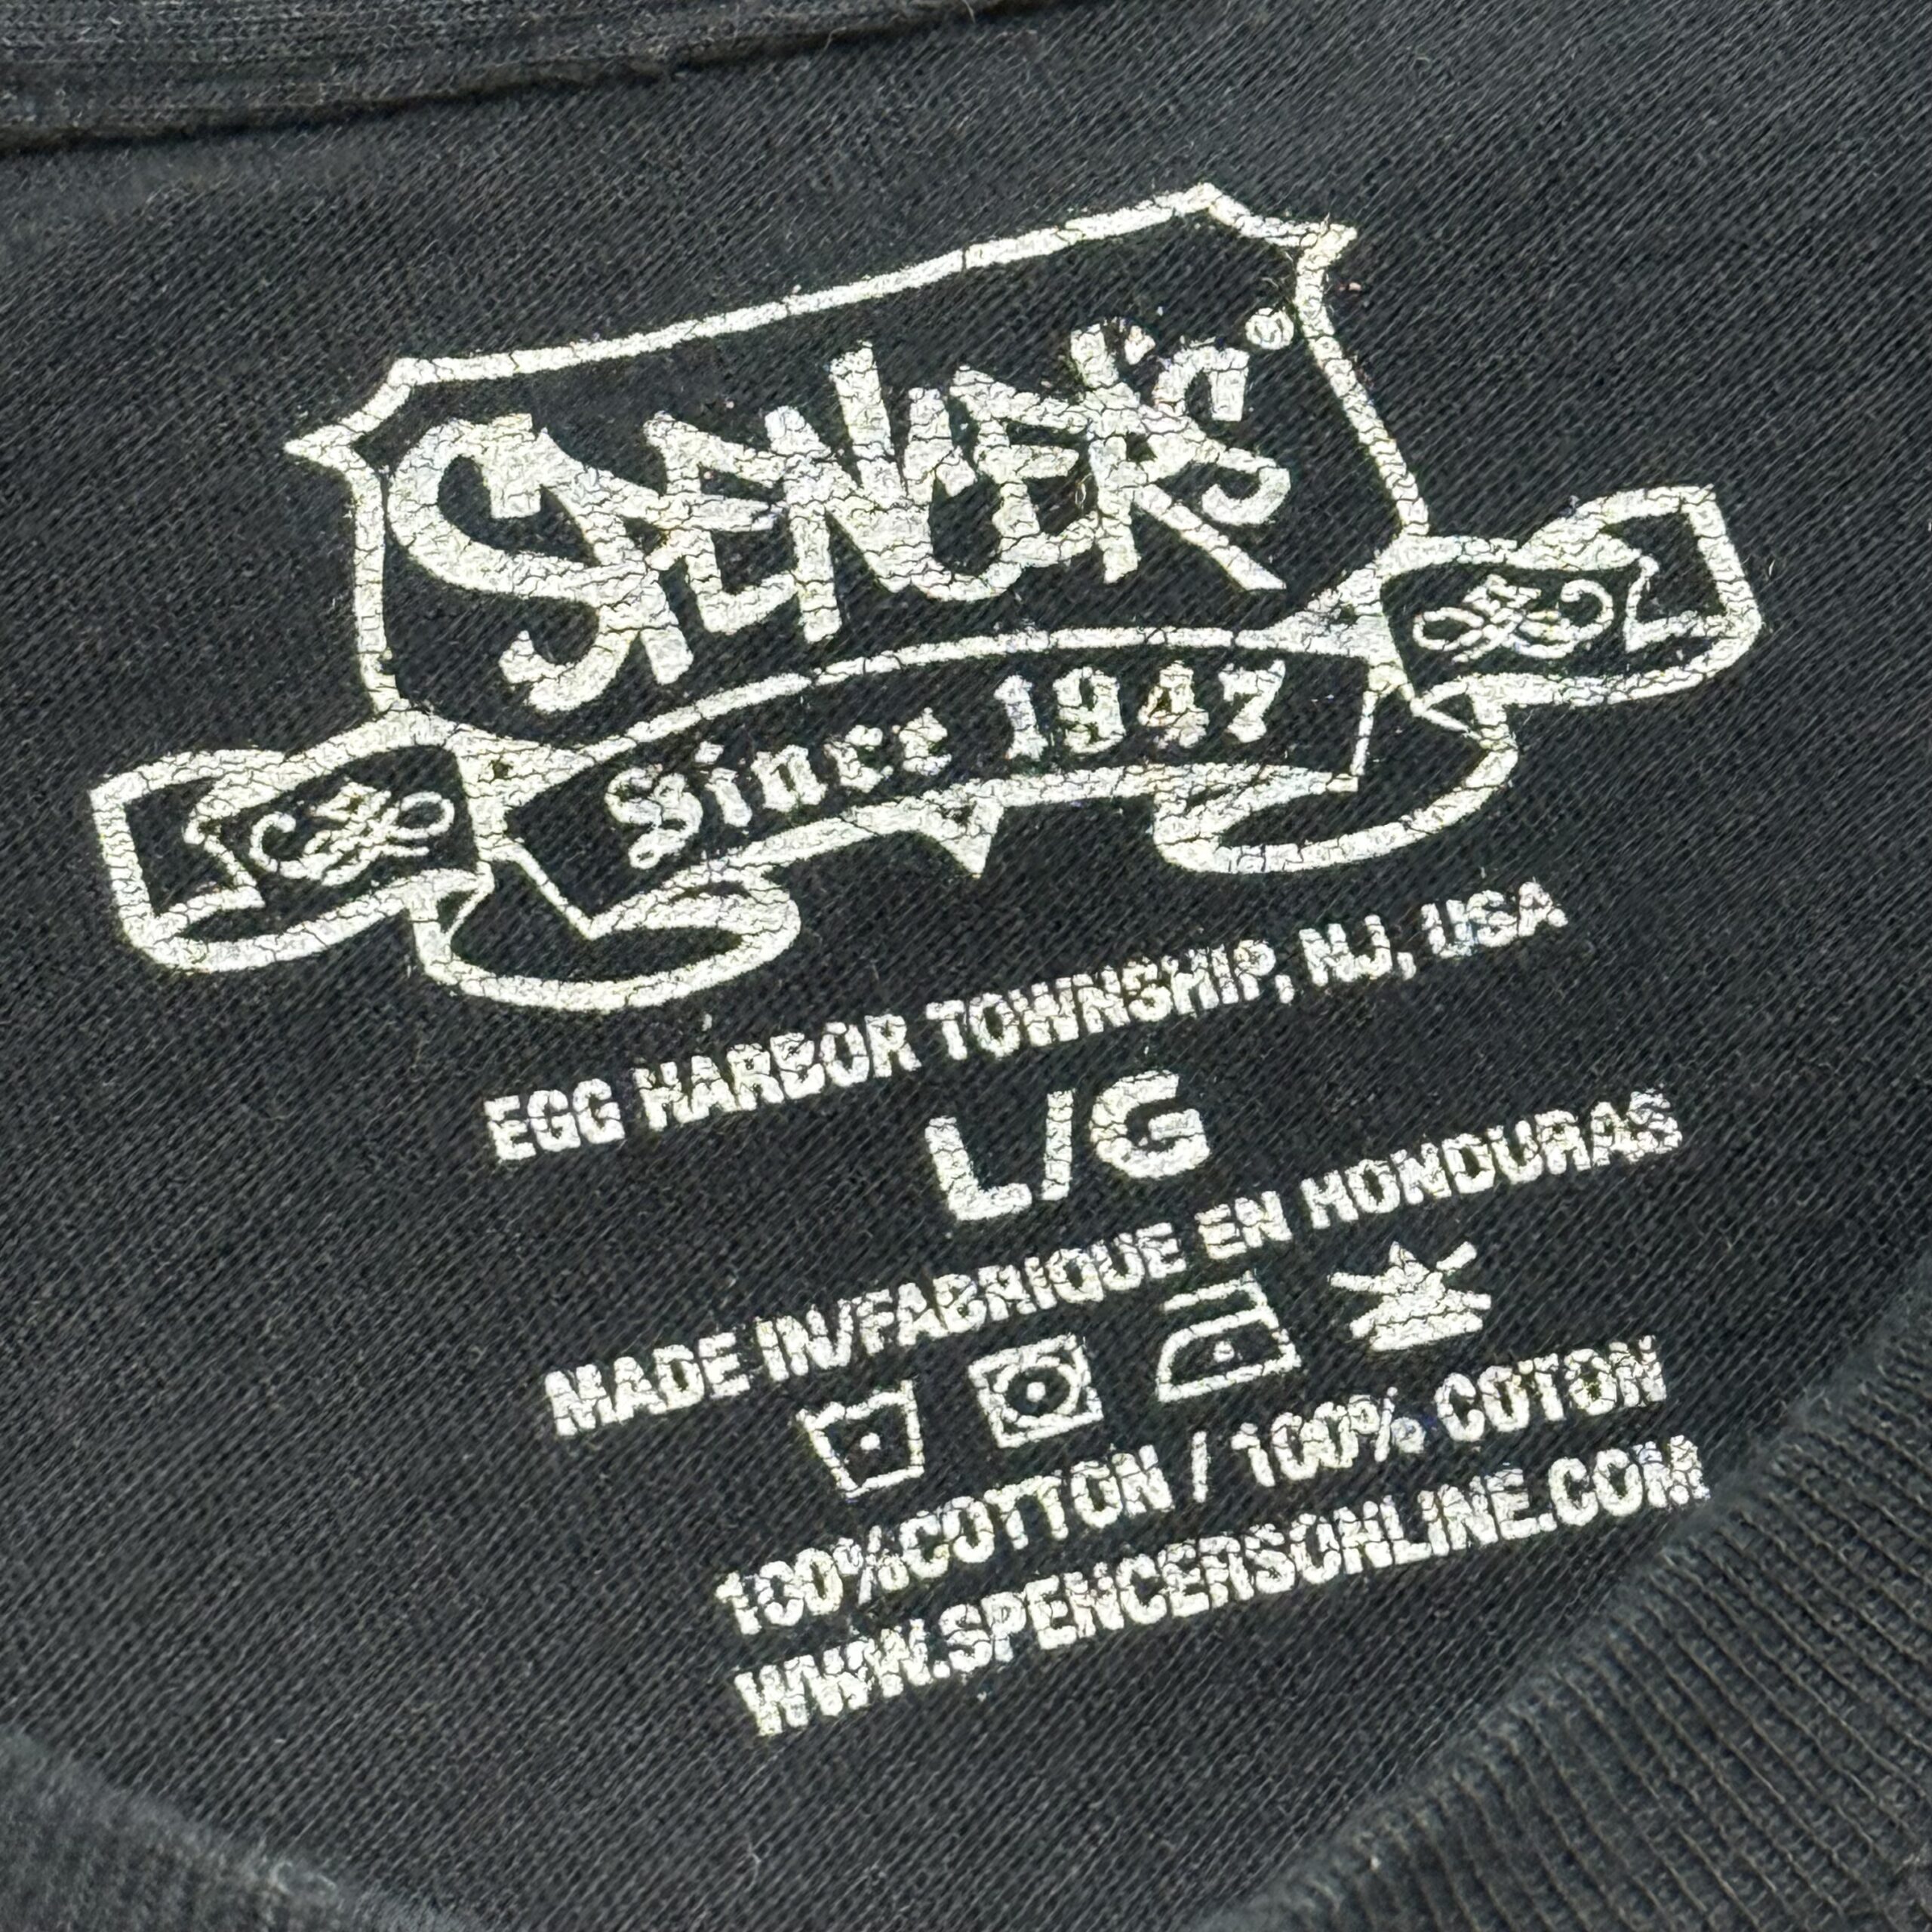 SPENCER'S®
Since 1947
EGG HARBOR TOWNSHIP, NJ, USA
L/G
MADE IN/FABRIQUE EN HONDURAS
100%COTTON / 100% COTON
WWW.SPENCERSONLINE.COM